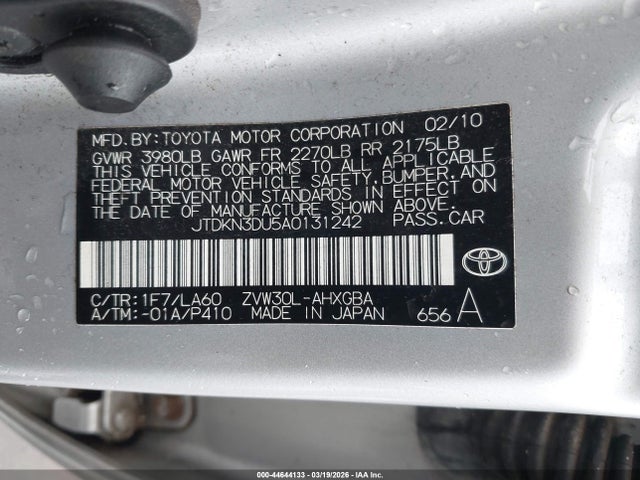 MFD. BY: TOYOTA MOTOR CORPORATION 02/10
GVWR 3980LB GAWR FR 2270LB RR 2175LB
THIS VEHICLE CONFORMS TO ALL APPLICABLE
FEDERAL MOTOR VEHICLE SAFETY, BUMPER, AND
THEFT PREVENTION STANDARDS IN EFFECT ON
THE DATE OF MANUFACTURE SHOWN ABOVE.
JTDKN3DU5A0131242 PASS. CAR
C/TR: 1F7/LA60 ZVW30L-AHXGBA
A/TM: -01A/P410 MADE IN JAPAN 656 A
000-44644133 - 03/19/2026 - IAA Inc.